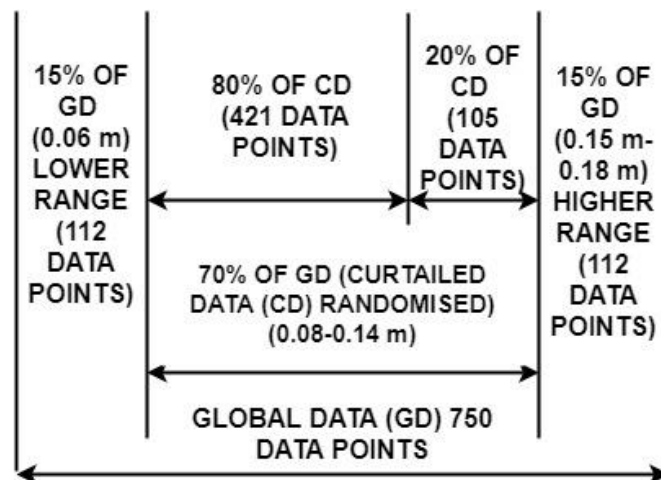 15% OF
GD
(0.06 m)
LOWER
RANGE
(112
DATA
POINTS)
80% OF CD
(421 DATA
POINTS)
20% OF
CD
(105
DATA
POINTS)
15% OF
GD
(0.15 m-
0.18 m)
HIGHER
RANGE
(112
DATA
POINTS)
70% OF GD (CURTAILED
DATA (CD) RANDOMISED)
(0.08-0.14 m)
GLOBAL DATA (GD) 750
DATA POINTS